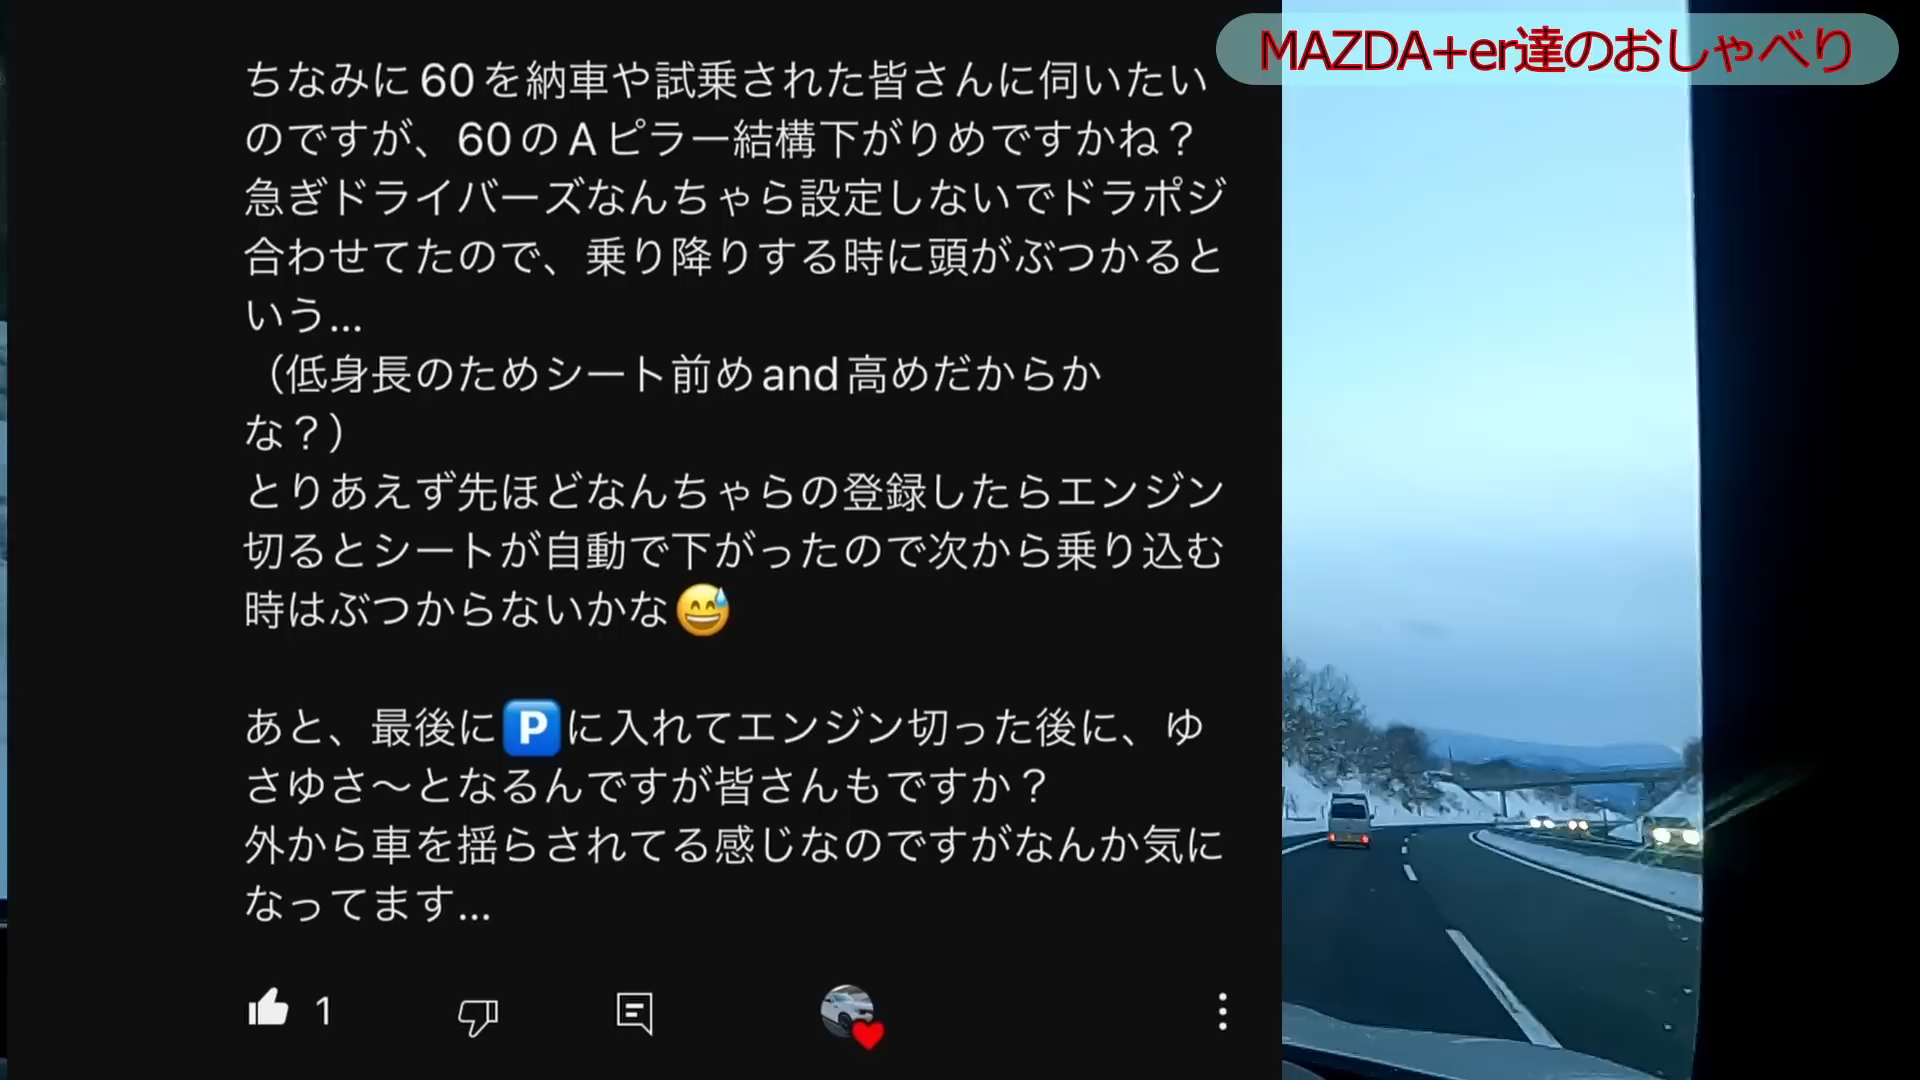 MAZDA+er達のおしゃべり
ちなみに60を納車や試乗された皆さんに伺いたい
のですが、60のAピラー結構下がりめですかね？
急ぎドライバーズなんちゃら設定しないでドラポジ
合わせてたので、乗り降りする時に頭がぶつかると
いう…
（低身長のためシート前めand高めだからか
な？）
とりあえず先ほどなんちゃらの登録したらエンジン
切るとシートが自動で下がったので次から乗り込む
時はぶつからないかな😅
あと、最後に🅿️に入れてエンジン切った後に、ゆ
さゆさ〜となるんですが皆さんもですか？
外から車を揺らされてる感じなのですがなんか気に
なってます…
1